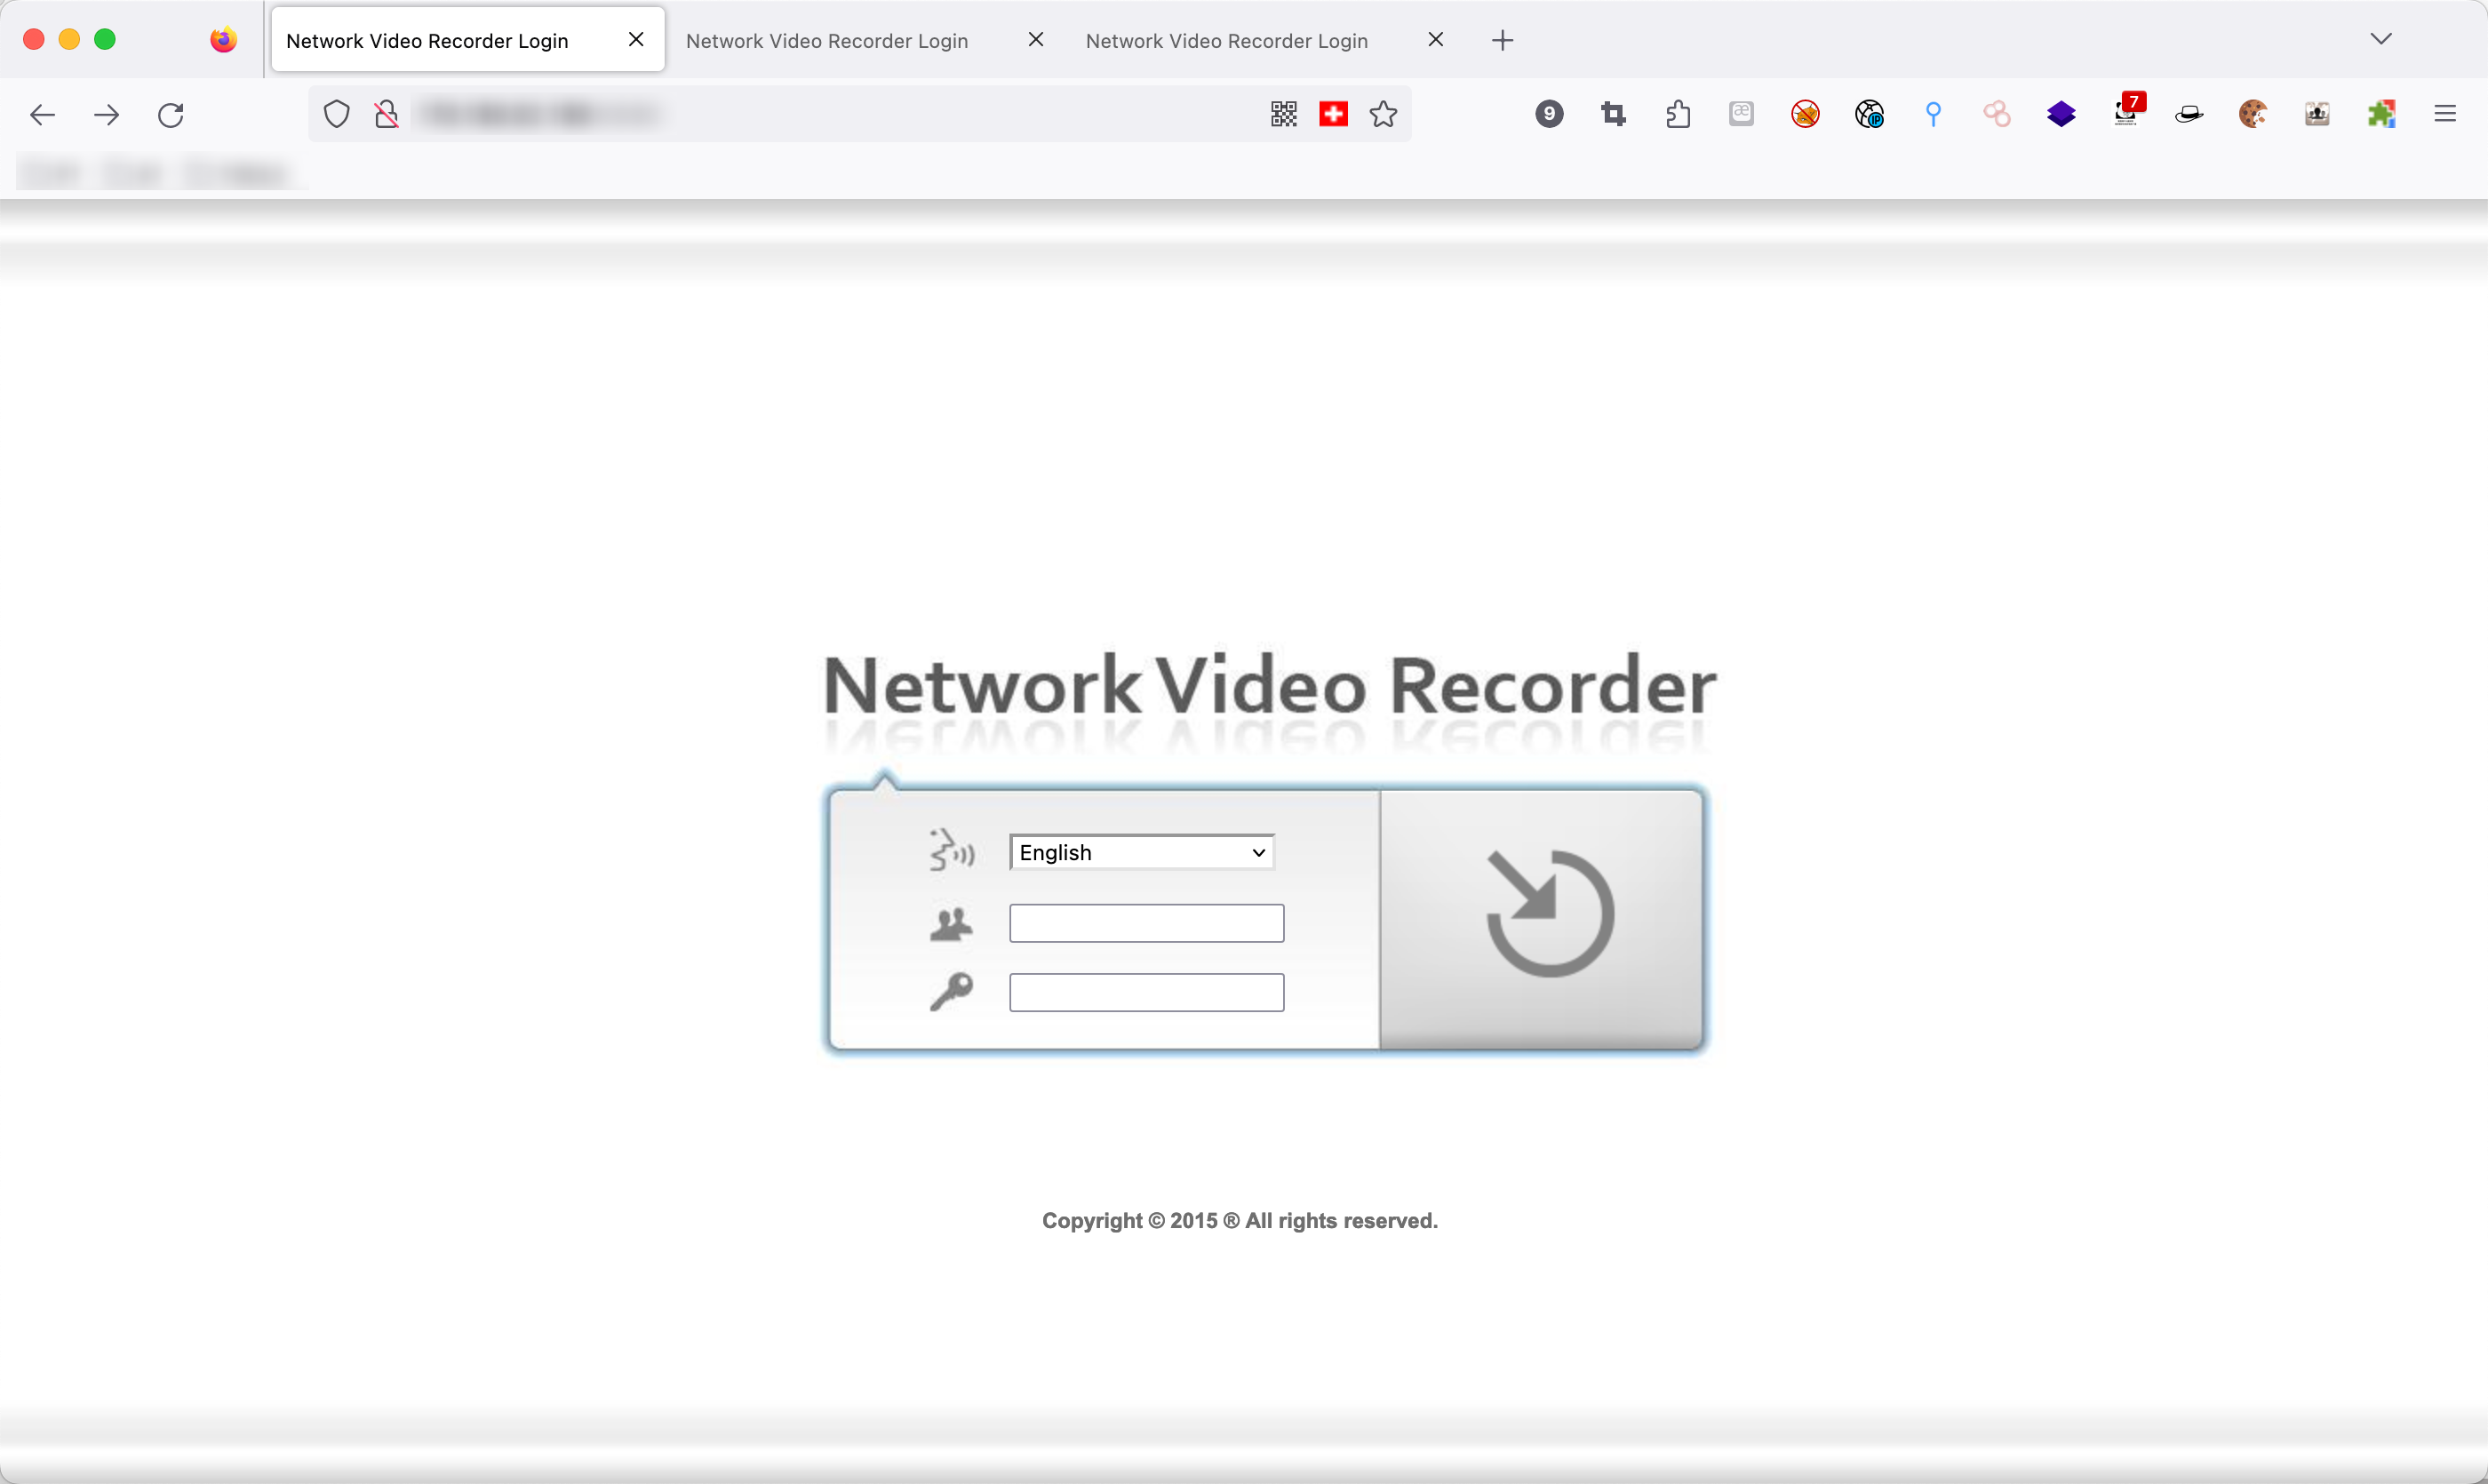 Network Video Recorder Login
Network Video Recorder Login
Network Video Recorder Login
9
æ
IP
7
Network Video Recorder
English
Copyright © 2015 ® All rights reserved.